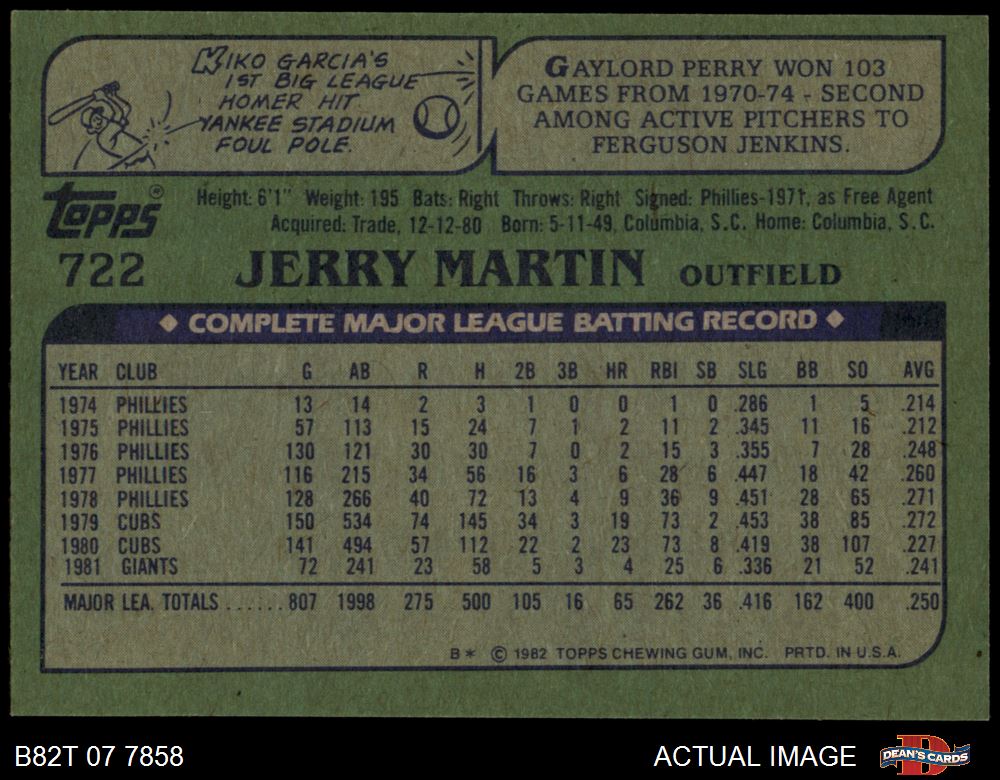 KIKO GARCIA'S
1ST BIG LEAGUE
HOMER HIT
YANKEE STADIUM
FOUL POLE.
GAYLORD PERRY WON 103
GAMES FROM 1970-74 - SECOND
AMONG ACTIVE PITCHERS TO
FERGUSON JENKINS.
TOPPS®
Height: 6'1" Weight: 195 Bats: Right Throws: Right Signed: Phillies-1971, as Free Agent
Acquired: Trade, 12-12-80 Born: 5-11-49, Columbia, S.C. Home: Columbia, S.C.
722 JERRY MARTIN OUTFIELD
◆ COMPLETE MAJOR LEAGUE BATTING RECORD ◆
YEAR CLUB G AB R H 2B 3B HR RBI SB SLG BB SO AVG
1974 PHILLIES 13 14 2 3 1 0 0 1 0 .286 1 5 .214
1975 PHILLIES 57 113 15 24 7 1 2 11 2 .345 11 16 .212
1976 PHILLIES 130 121 30 30 7 0 2 15 3 .355 7 28 .248
1977 PHILLIES 116 215 34 56 16 3 6 28 6 .447 18 42 .260
1978 PHILLIES 128 266 40 72 13 4 9 36 9 .451 28 65 .271
1979 CUBS 150 534 74 145 34 3 19 73 2 .453 38 85 .272
1980 CUBS 141 494 57 112 22 2 23 73 8 .419 38 107 .227
1981 GIANTS 72 241 23 58 5 3 4 25 6 .336 21 52 .241
MAJOR LEA. TOTALS ...... 807 1998 275 500 105 16 65 262 36 .416 162 400 .250
B* © 1982 TOPPS CHEWING GUM, INC. PRTD. IN U.S.A.
B82T 07 7858
ACTUAL IMAGE
D
DEAN'S CARDS